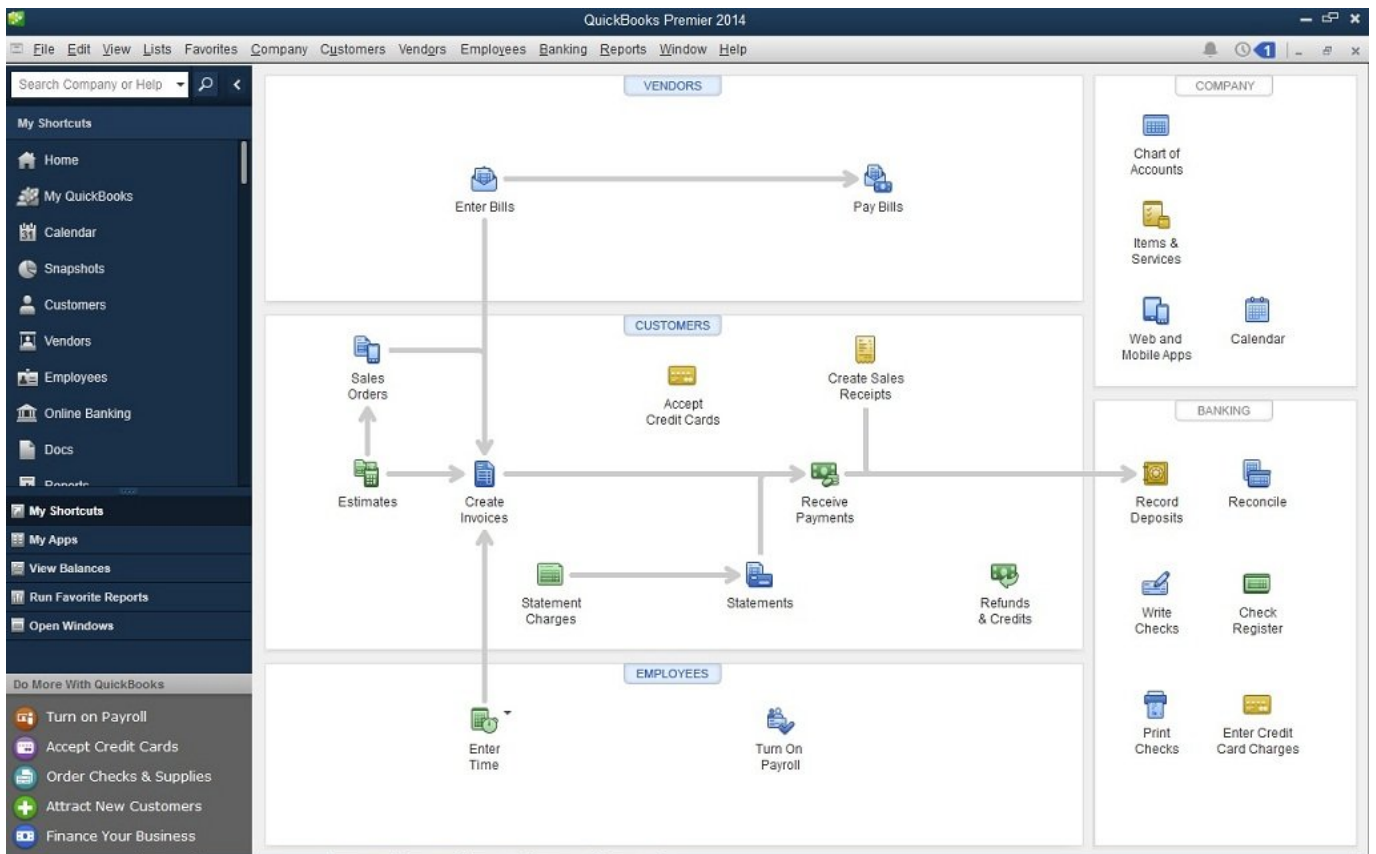 QuickBooks Premier 2014
File Edit View Lists Favorites Company Customers Vendors Employees Banking Reports Window Help
1
Search Company or Help
My Shortcuts
Home
My QuickBooks
Calendar
31
Snapshots
Customers
Vendors
Employees
Online Banking
Docs
Reports
My Shortcuts
My Apps
View Balances
Run Favorite Reports
Open Windows
Do More With QuickBooks
Turn on Payroll
Accept Credit Cards
Order Checks & Supplies
Attract New Customers
Finance Your Business
VENDORS
Enter Bills
Pay Bills
CUSTOMERS
Sales
Orders
Accept
Credit Cards
Create Sales
Receipts
Estimates
Create
Invoices
Receive
Payments
Statement
Charges
Statements
Refunds
& Credits
EMPLOYEES
Enter
Time
Turn On
Payroll
COMPANY
Chart of
Accounts
Items &
Services
Web and
Mobile Apps
Calendar
BANKING
Record
Deposits
Reconcile
Write
Checks
Check
Register
Print
Checks
Enter Credit
Card Charges